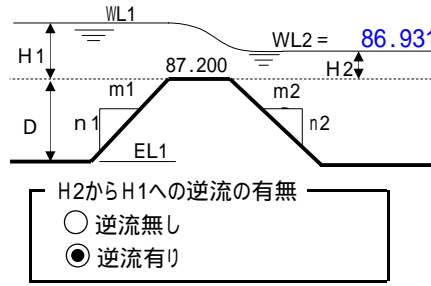 WL1
WL2 = 86.931
H1
H2
87.200
m1
m2
D
n1
n2
EL1
H2からH1への逆流の有無
逆流無し
逆流有り